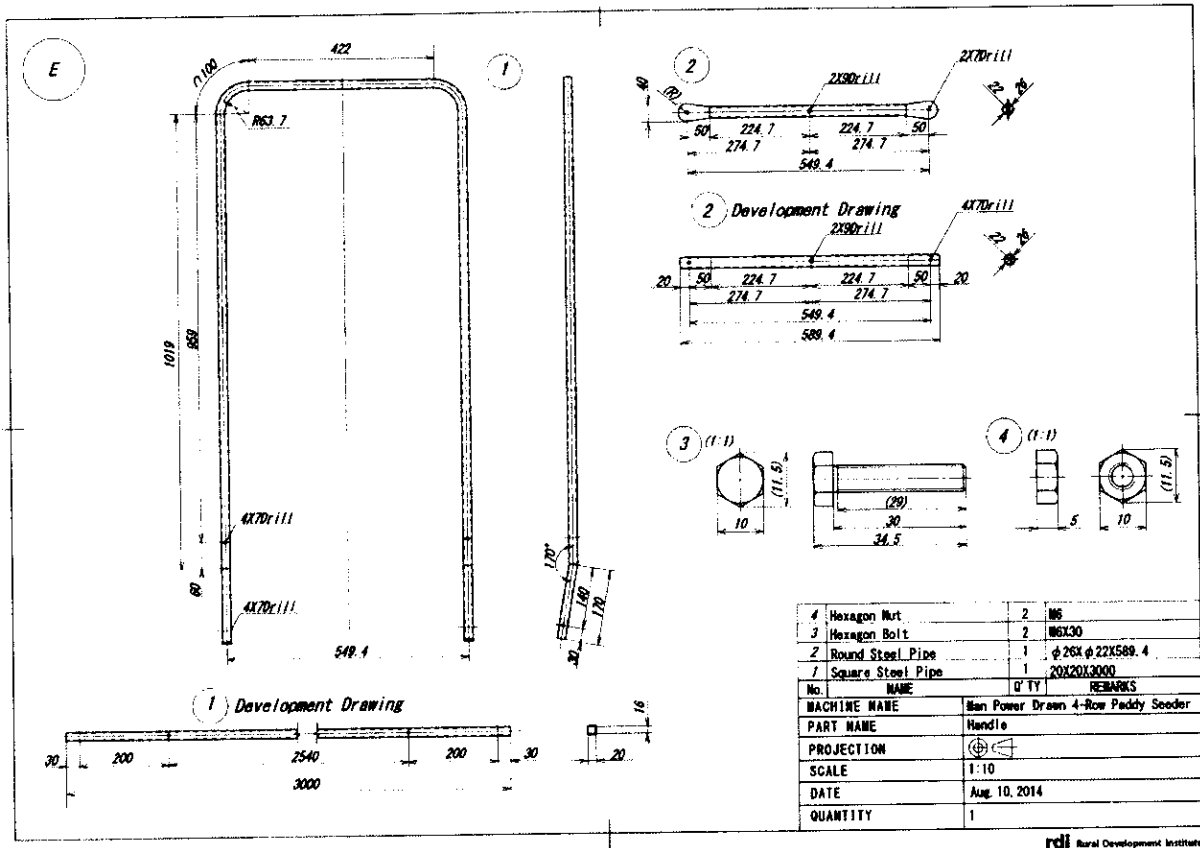 E
422
∩100
R63.7
1019
959
60
4X7Drill
4X7Drill
549.4
1
170°
140
170
30
2
2X9Drill
2X7Drill
(R)
40
50
224.7
224.7
50
274.7
274.7
549.4
22
26
2 Development Drawing
2X9Drill
4X7Drill
20
50
224.7
224.7
50
20
274.7
274.7
549.4
589.4
22
26
3 (1:1)
10
(11.5)
(29)
30
34.5
4 (1:1)
5
10
(11.5)
1 Development Drawing
30
200
2540
200
30
3000
16
20
4 Hexagon Nut 2 M6
3 Hexagon Bolt 2 M6X30
2 Round Steel Pipe 1 φ26Xφ22X589.4
1 Square Steel Pipe 1 20X20X3000
No. NAME Q'TY REMARKS
MACHINE NAME Man Power Drawn 4-Row Paddy Seeder
PART NAME Handle
PROJECTION
SCALE 1:10
DATE Aug. 10, 2014
QUANTITY 1
rdi Rural Development Institute